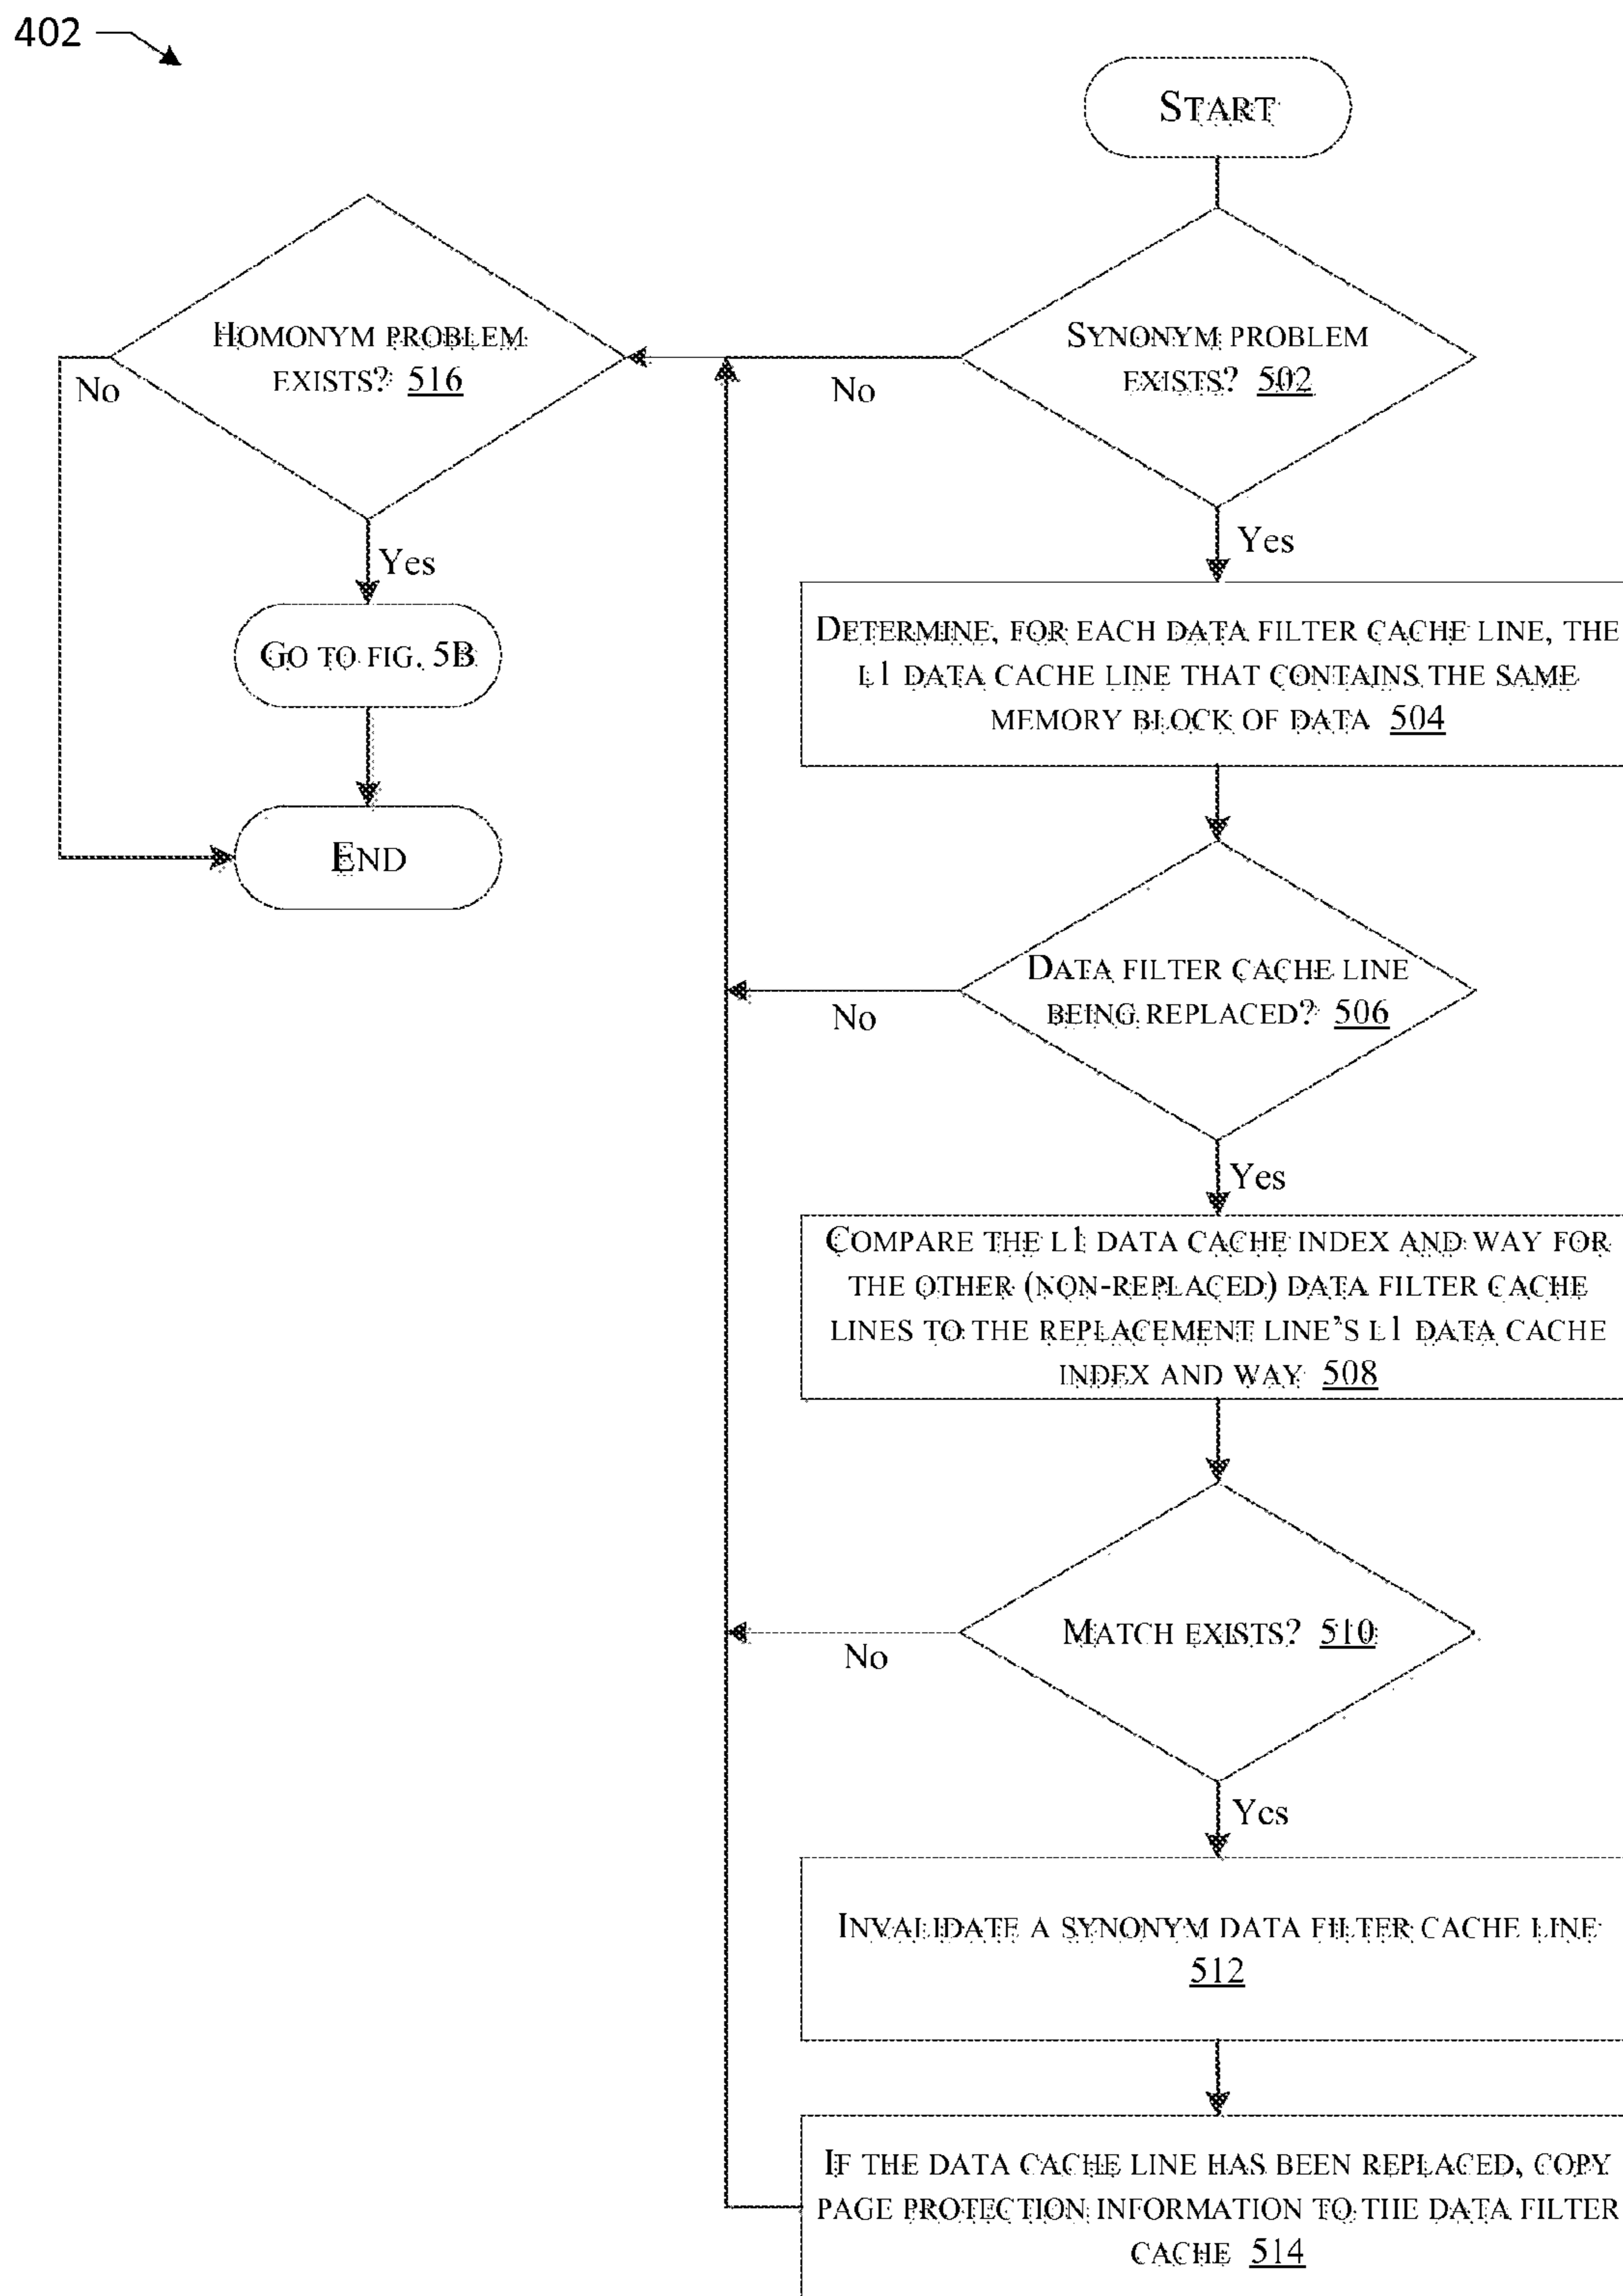 402
START
SYNONYM PROBLEM
EXISTS? 502
No
Yes
HOMONYM PROBLEM
EXISTS? 516
No
Yes
GO TO FIG. 5B
END
DETERMINE, FOR EACH DATA FILTER CACHE LINE, THE
L1 DATA CACHE LINE THAT CONTAINS THE SAME
MEMORY BLOCK OF DATA 504
DATA FILTER CACHE LINE
BEING REPLACED? 506
No
Yes
COMPARE THE L1 DATA CACHE INDEX AND WAY FOR
THE OTHER (NON-REPLACED) DATA FILTER CACHE
LINES TO THE REPLACEMENT LINE'S L1 DATA CACHE
INDEX AND WAY 508
MATCH EXISTS? 510
No
Yes
INVALIDATE A SYNONYM DATA FILTER CACHE LINE
512
IF THE DATA CACHE LINE HAS BEEN REPLACED, COPY
PAGE PROTECTION INFORMATION TO THE DATA FILTER
CACHE 514